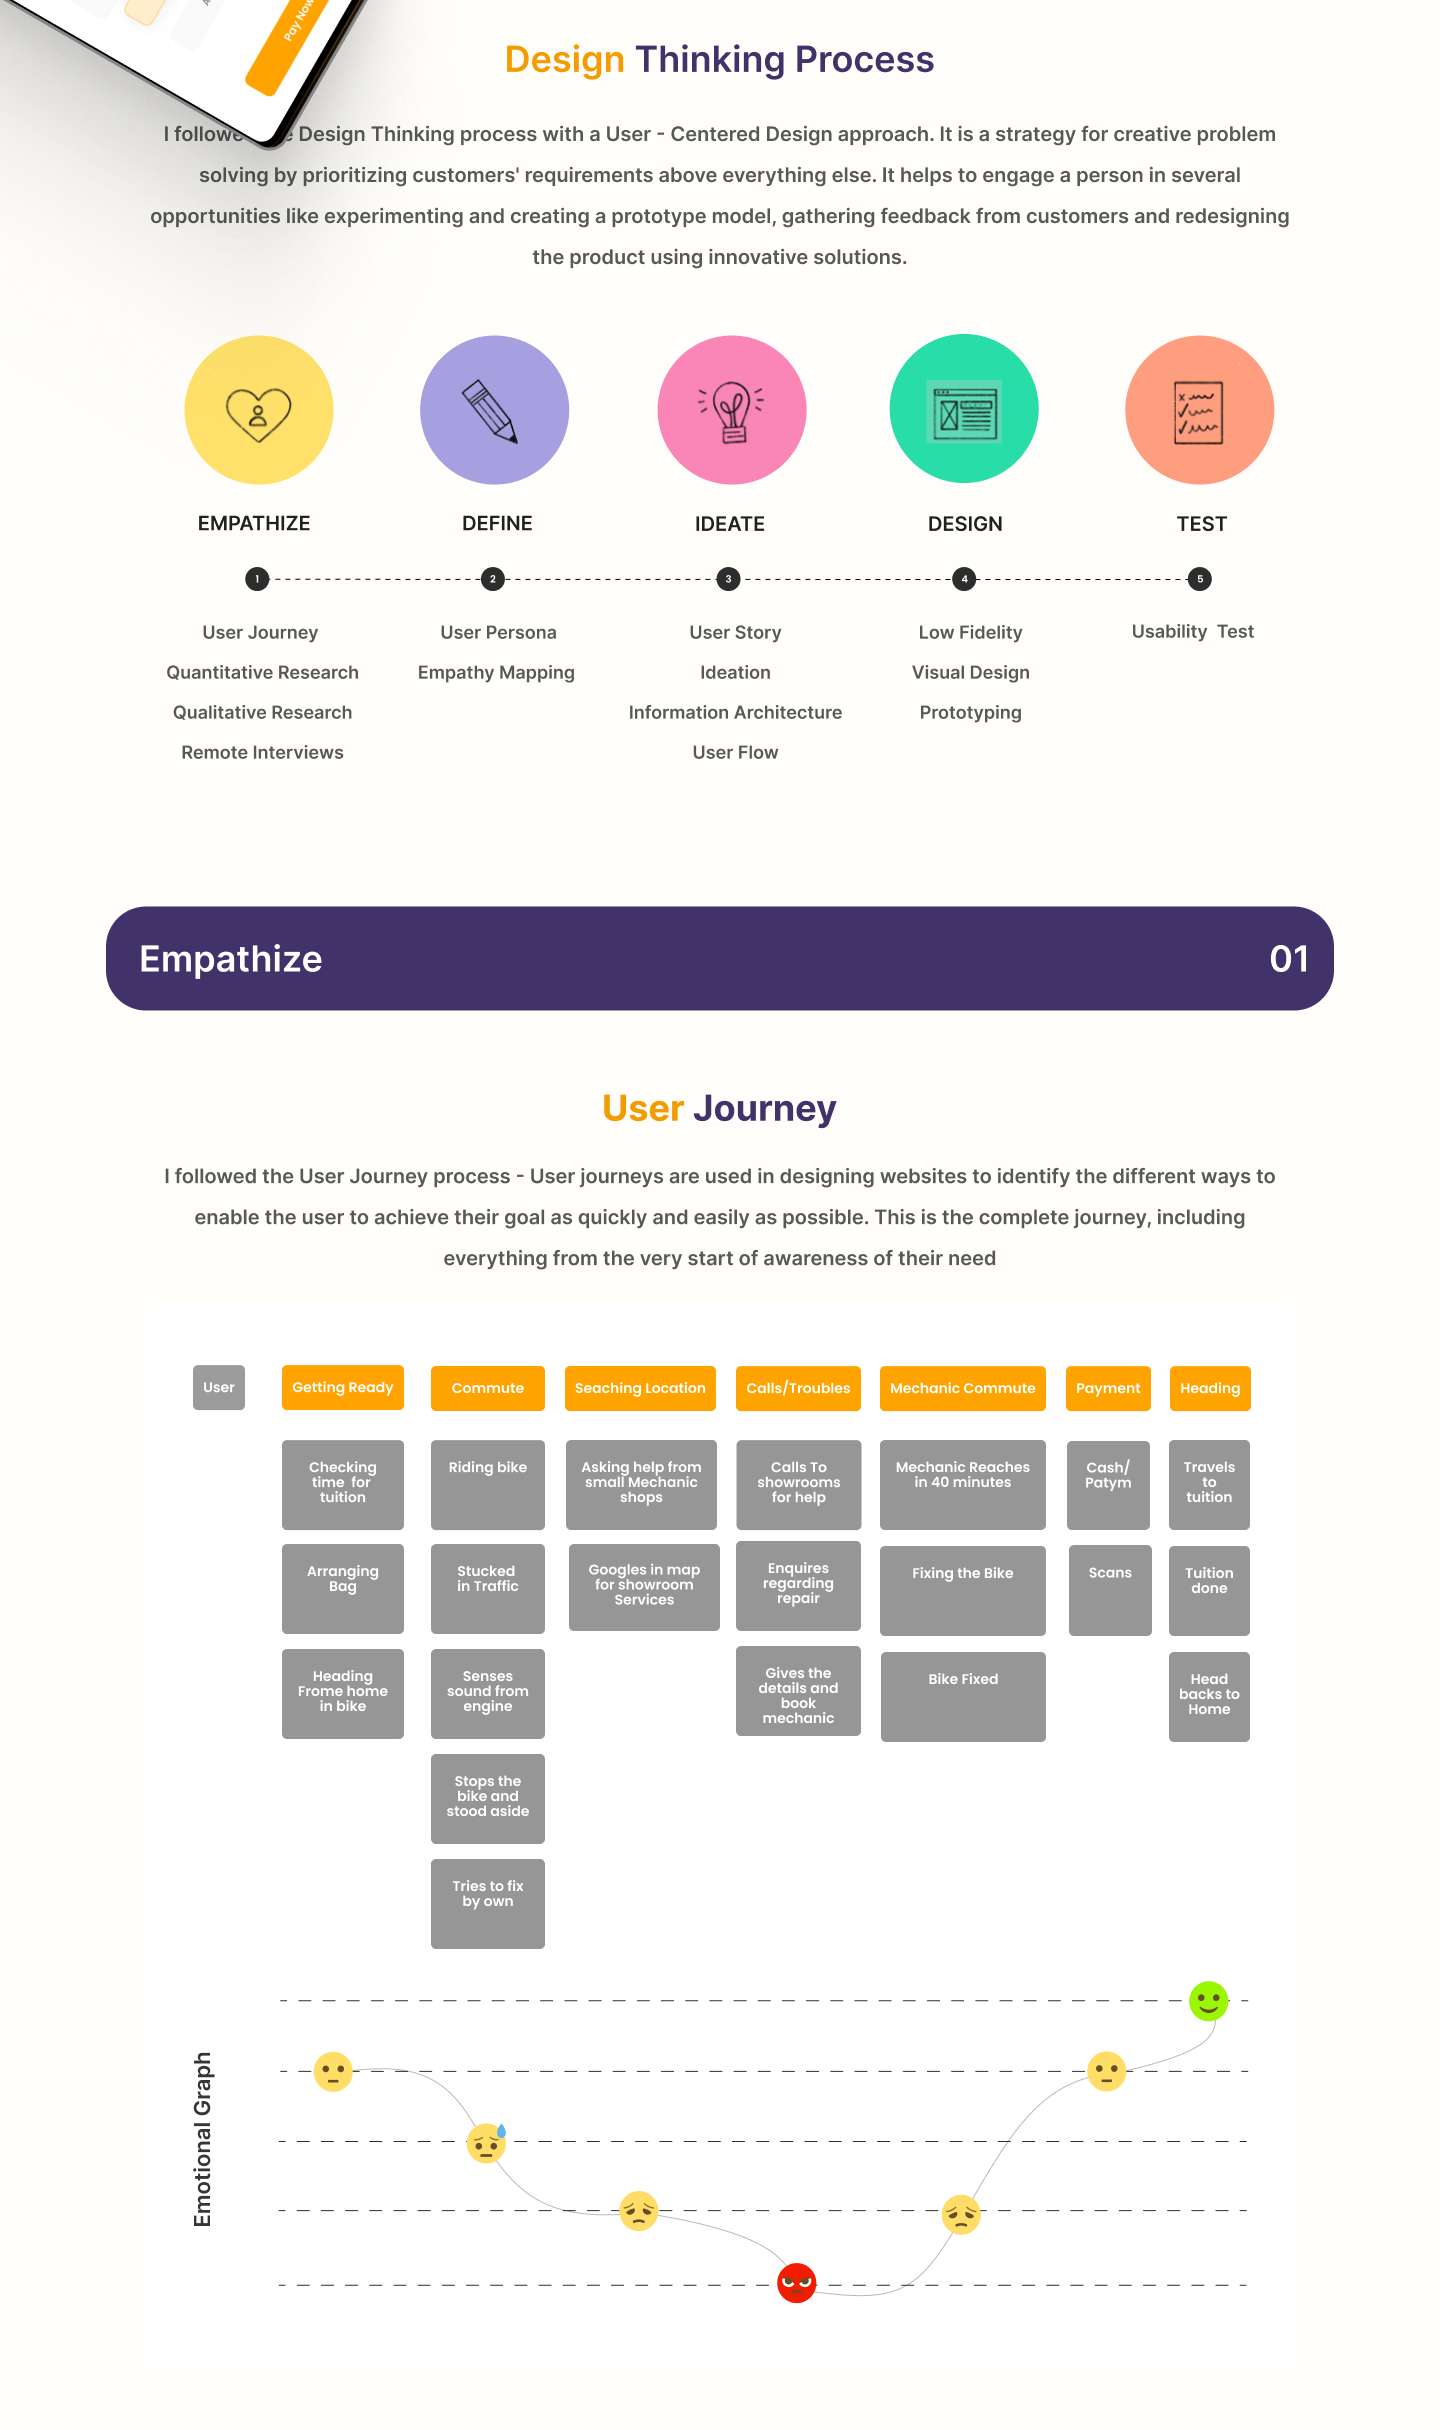 Pay Now
Design Thinking Process
I followe e Design Thinking process with a User - Centered Design approach. It is a strategy for creative problem
solving by prioritizing customers' requirements above everything else. It helps to engage a person in several
opportunities like experimenting and creating a prototype model, gathering feedback from customers and redesigning
the product using innovative solutions.
EMPATHIZE
DEFINE
IDEATE
DESIGN
TEST
1
2
3
4
5
User Journey
Quantitative Research
Qualitative Research
Remote Interviews
User Persona
Empathy Mapping
User Story
Ideation
Information Architecture
User Flow
Low Fidelity
Visual Design
Prototyping
Usability Test
Empathize
01
User Journey
I followed the User Journey process - User journeys are used in designing websites to identify the different ways to
enable the user to achieve their goal as quickly and easily as possible. This is the complete journey, including
everything from the very start of awareness of their need
User
Getting Ready
Commute
Seaching Location
Calls/Troubles
Mechanic Commute
Payment
Heading
Checking
time for
tuition
Arranging
Bag
Heading
Frome home
in bike
Riding bike
Stucked
in Traffic
Senses
sound from
engine
Stops the
bike and
stood aside
Tries to fix
by own
Asking help from
small Mechanic
shops
Googles in map
for showroom
Services
Calls To
showrooms
for help
Enquires
regarding
repair
Gives the
details and
book
mechanic
Mechanic Reaches
in 40 minutes
Fixing the Bike
Bike Fixed
Cash/
Patym
Scans
Travels
to
tuition
Tuition
done
Head
backs to
Home
Emotional Graph